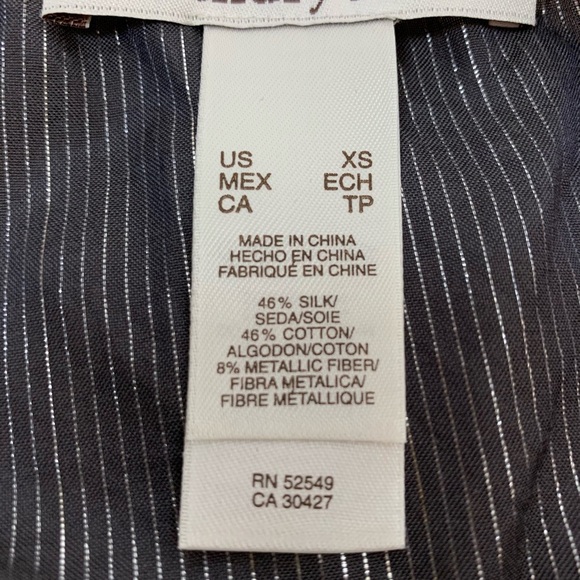 US XS
MEX ECH
CA TP
MADE IN CHINA
HECHO EN CHINA
FABRIQUÉ EN CHINE
46% SILK/
SEDA/SOIE
46% COTTON/
ALGODON/COTON
8% METALLIC FIBER/
FIBRA METALICA/
FIBRE MÉTALLIQUE
RN 52549
CA 30427